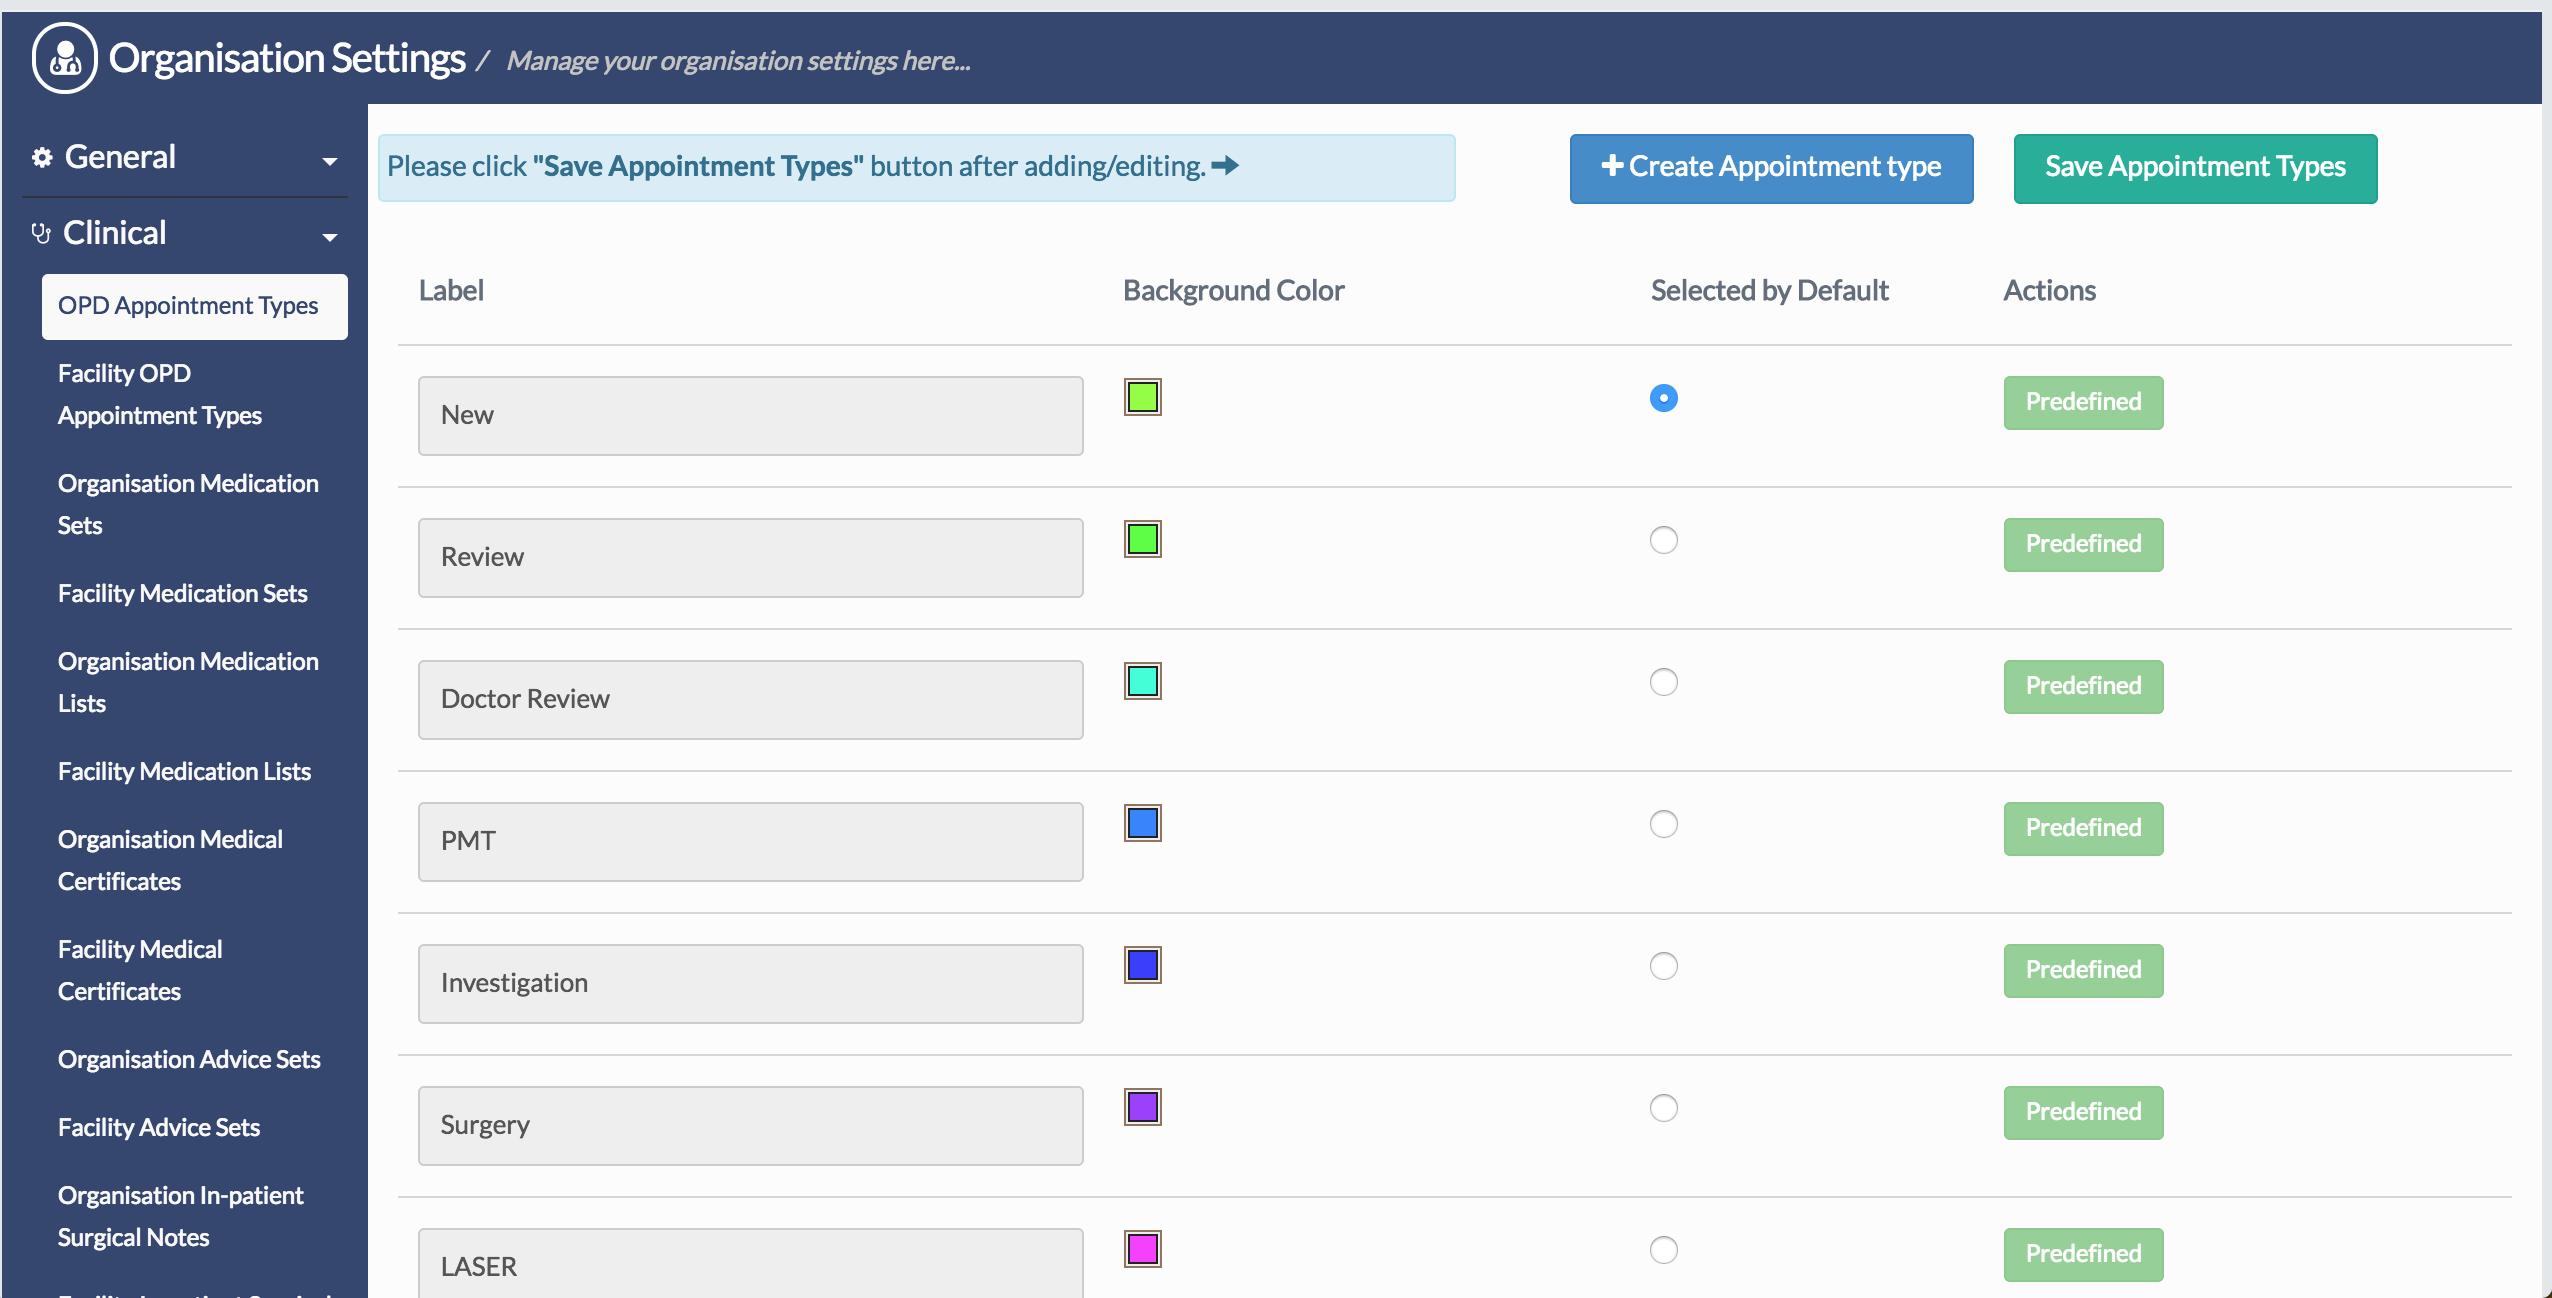 Organisation Settings / Manage your organisation settings here...
General
Clinical
OPD Appointment Types
Facility OPD
Appointment Types
Organisation Medication
Sets
Facility Medication Sets
Organisation Medication
Lists
Facility Medication Lists
Organisation Medical
Certificates
Facility Medical
Certificates
Organisation Advice Sets
Facility Advice Sets
Organisation In-patient
Surgical Notes
Please click "Save Appointment Types" button after adding/editing.
Create Appointment type
Save Appointment Types
Label Background Color Selected by Default Actions
New Predefined
Review Predefined
Doctor Review Predefined
PMT Predefined
Investigation Predefined
Surgery Predefined
LASER Predefined